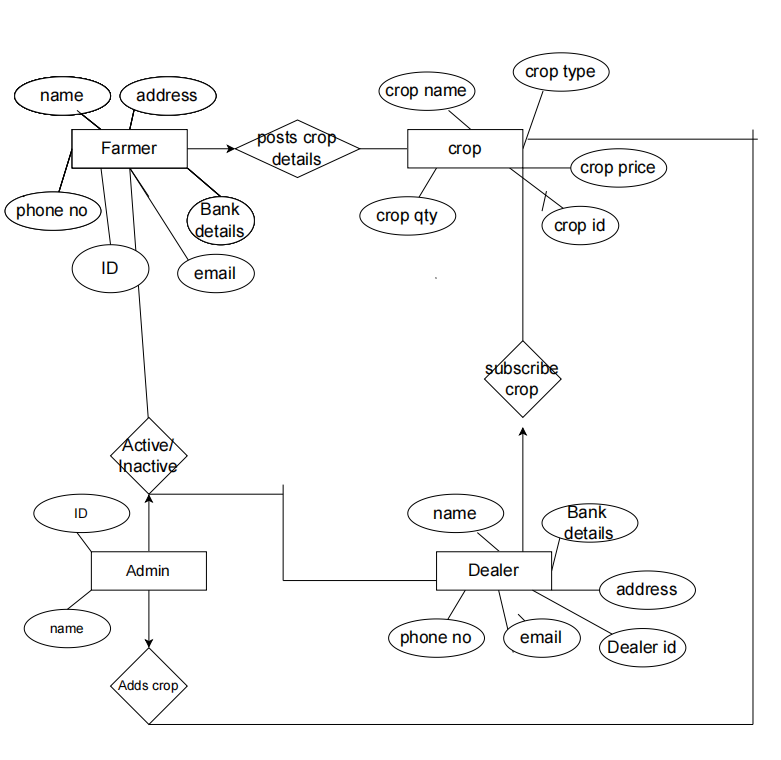 crop type
crop name
name
address
posts crop
details
Farmer
crop
crop price
phone no
Bank
details
crop qty
crop id
ID
email
subscribe
crop
Active/
Inactive
ID
name
Bank
details
Admin
Dealer
address
name
phone no
email
Dealer id
Adds crop